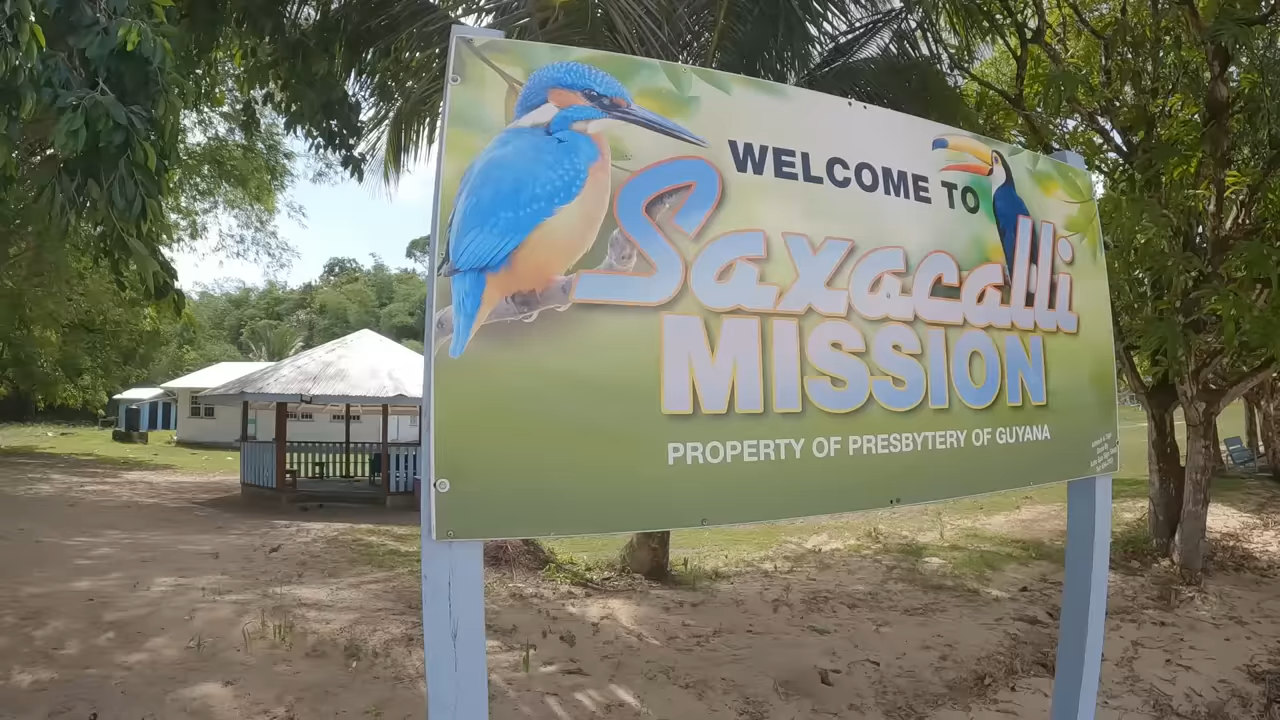 WELCOME TO
Saxacalli
MISSION
PROPERTY OF PRESBYTERY OF GUYANA